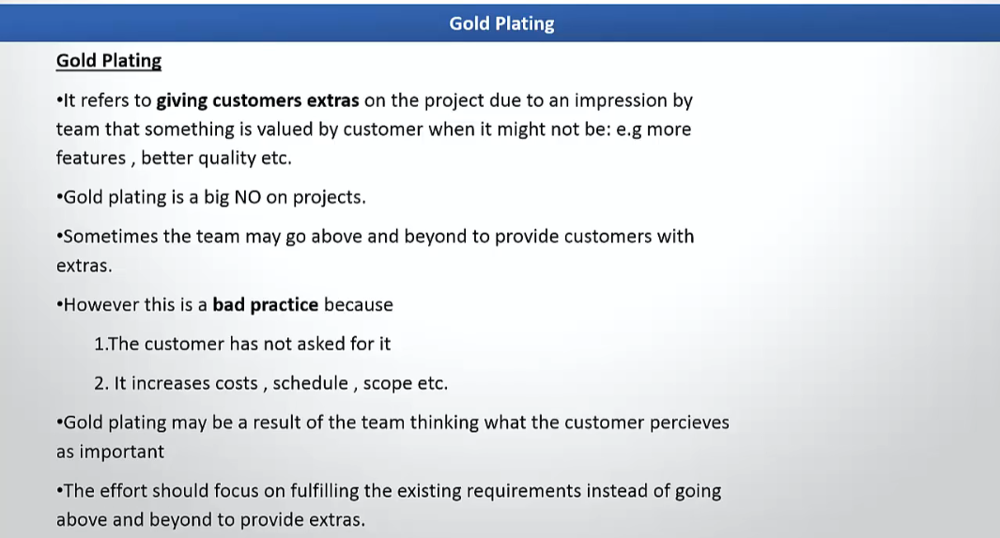 Gold Plating
Gold Plating
•It refers to giving customers extras on the project due to an impression by
team that something is valued by customer when it might not be: e.g more
features , better quality etc.
•Gold plating is a big NO on projects.
•Sometimes the team may go above and beyond to provide customers with
extras.
•However this is a bad practice because
1.The customer has not asked for it
2. It increases costs , schedule , scope etc.
•Gold plating may be a result of the team thinking what the customer percieves
as important
•The effort should focus on fulfilling the existing requirements instead of going
above and beyond to provide extras.